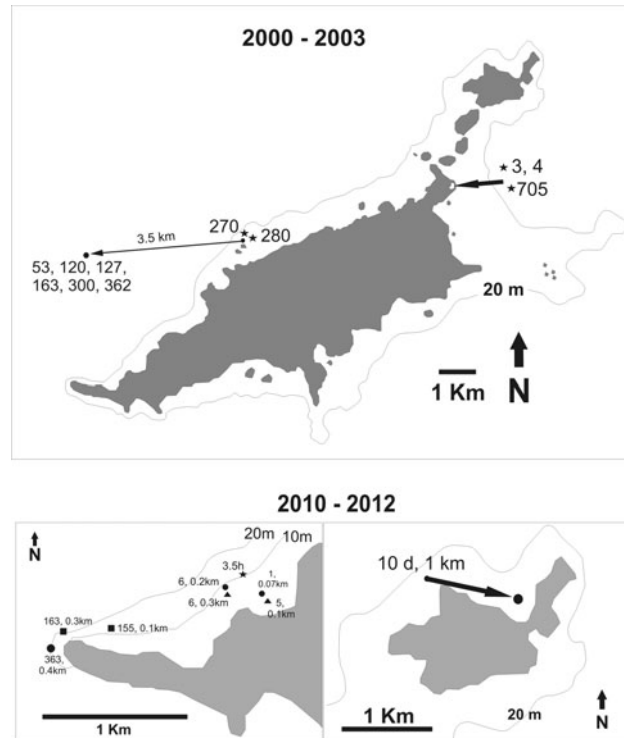 2000 - 2003
3, 4
705
270
280
3.5 km
53, 120, 127,
163, 300, 362
20 m
1 Km
N
2010 - 2012
N
20m
10m
3.5h
1,
0.07km
6, 0.2km
6, 0.3km
5,
0.1km
163, 0.3km
155, 0.1km
363,
0.4km
1 Km
10 d, 1 km
1 Km
20 m
N